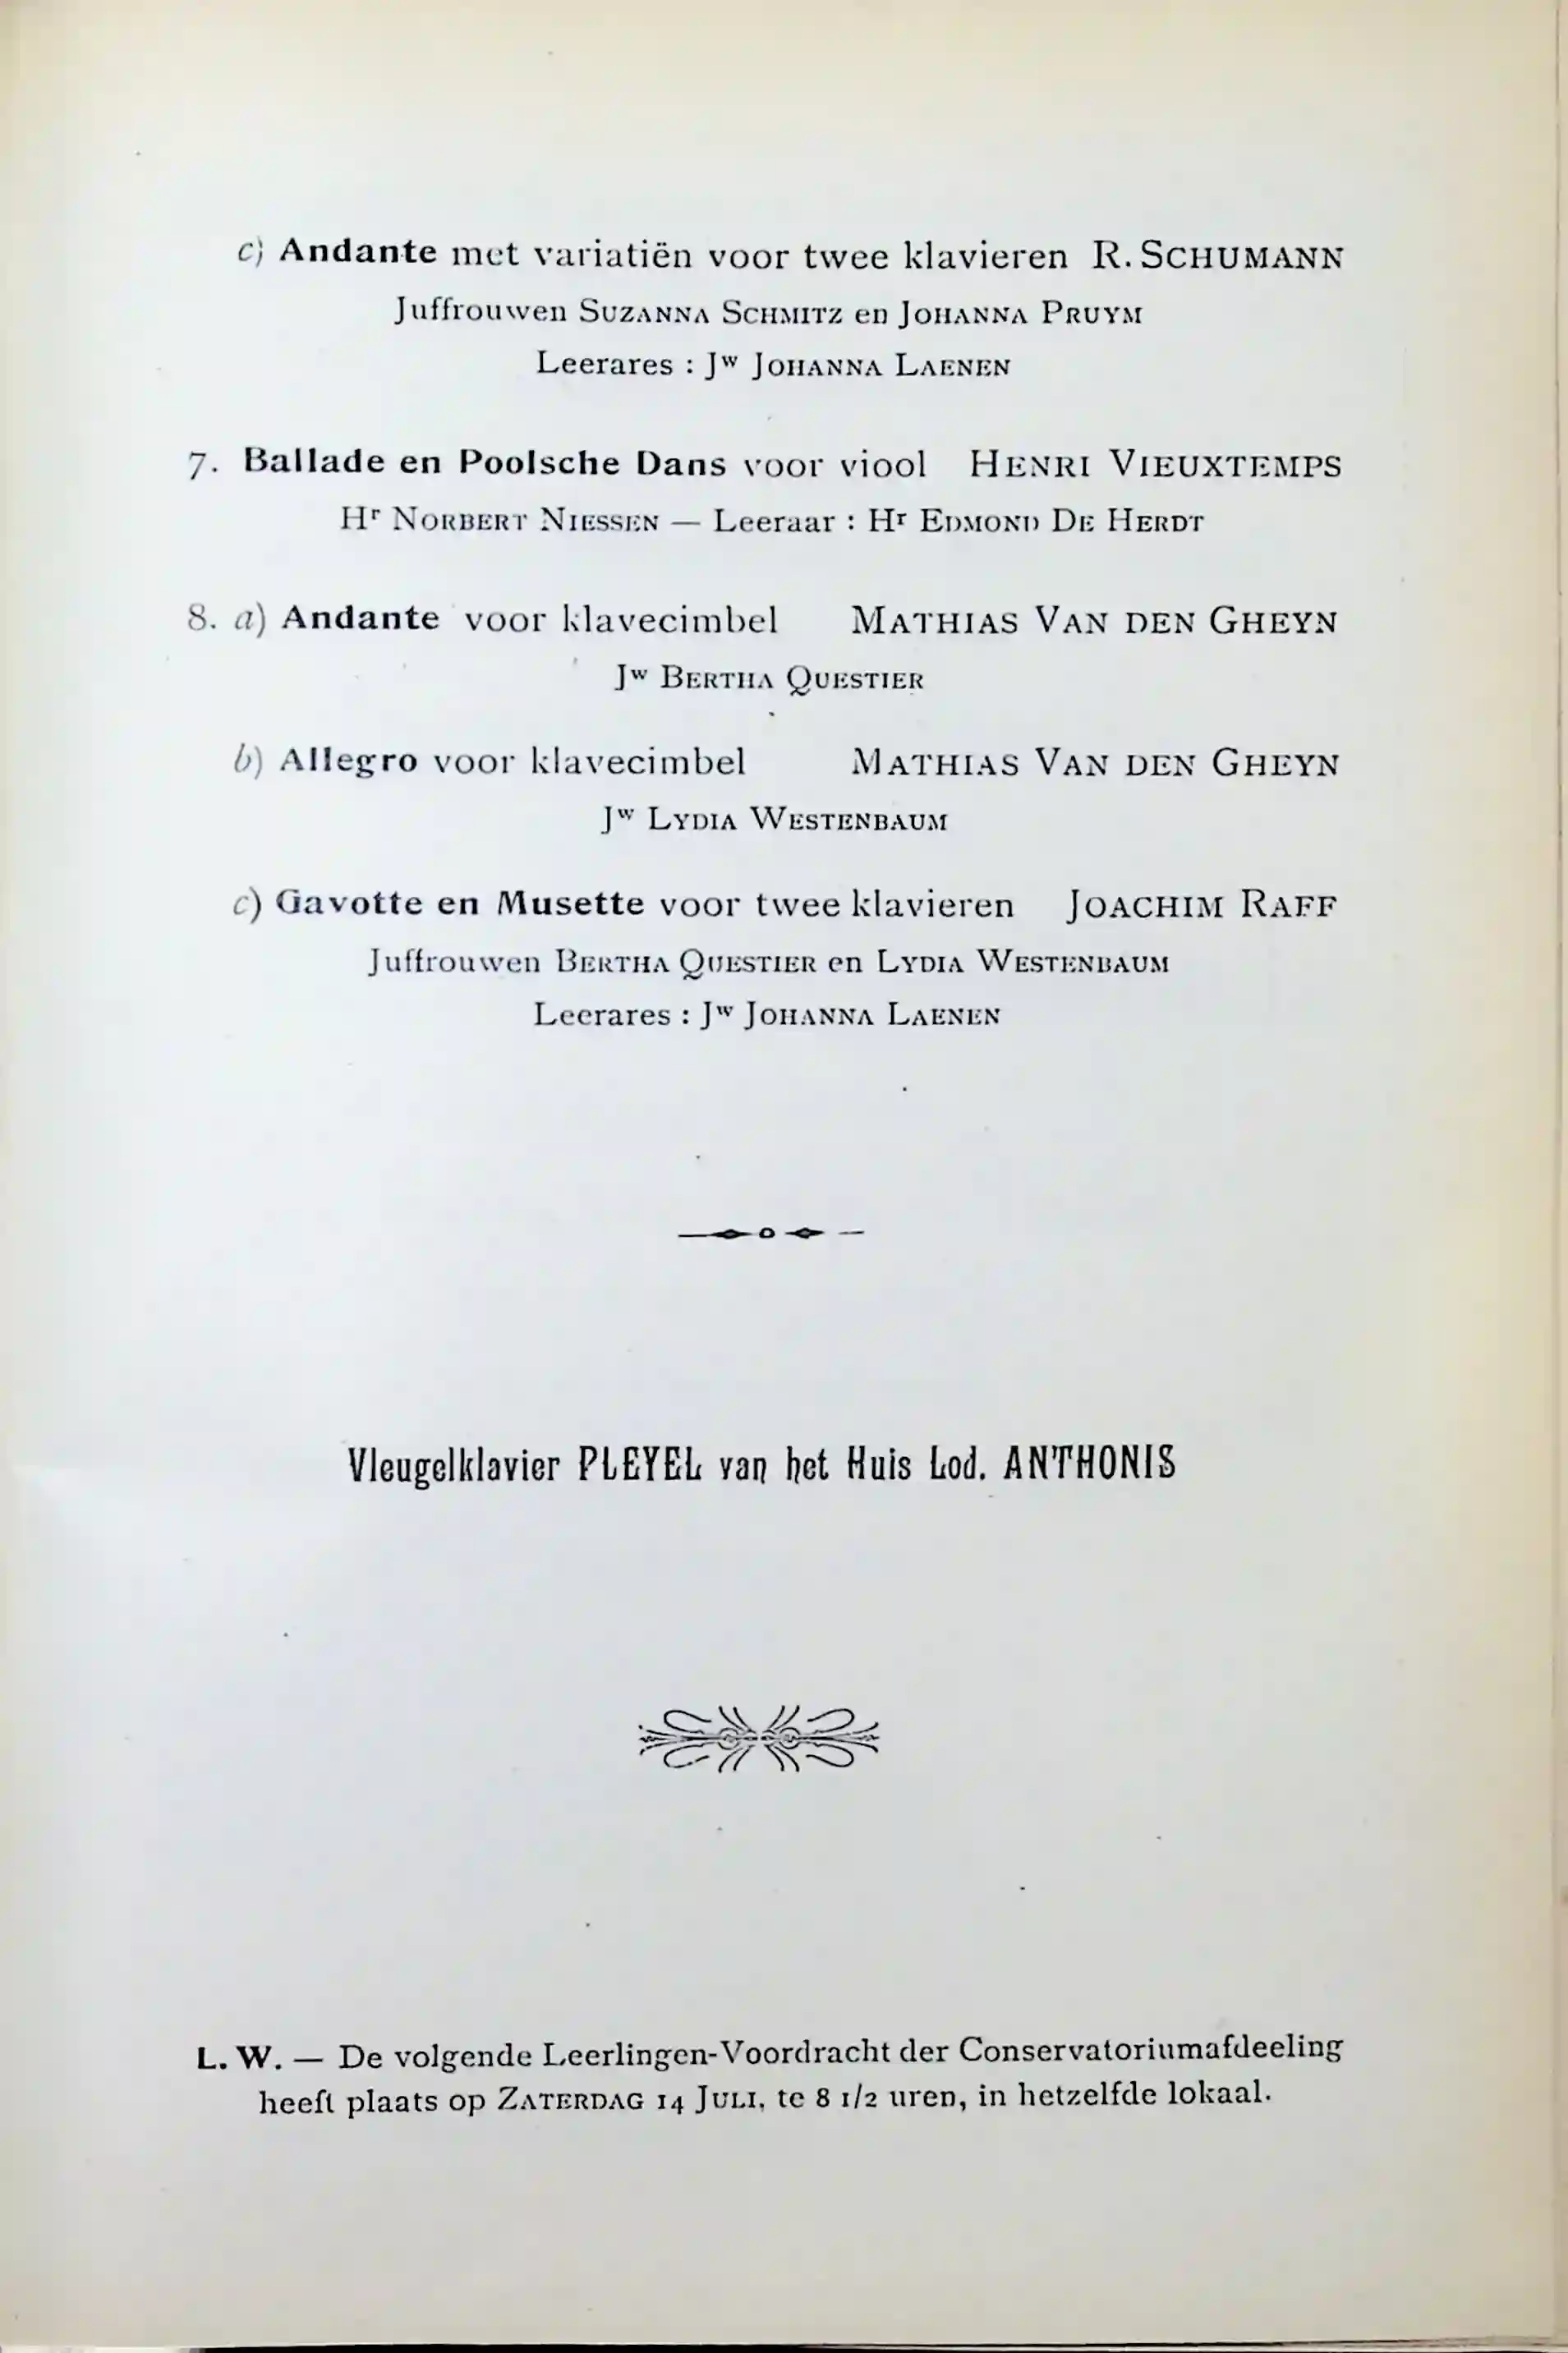 c) Andante met variatiën voor twee klavieren R. SCHUMANN
Juffrouwen SUZANNA SCHMITZ en JOHANNA PRUYM
Leerares : Jw JOHANNA LAENEN
7. Ballade en Poolsche Dans voor viool HENRI VIEUXTEMPS
Hr NORBERT NIESSEN — Leeraar : Hr EDMOND DE HERDT
8. a) Andante voor klavecimbel MATHIAS VAN DEN GHEYN
Jw BERTHA QUESTIER
b) Allegro voor klavecimbel MATHIAS VAN DEN GHEYN
Jw LYDIA WESTENBAUM
c) Gavotte en Musette voor twee klavieren JOACHIM RAFF
Juffrouwen BERTHA QUESTIER en LYDIA WESTENBAUM
Leerares : Jw JOHANNA LAENEN
Vleugelklavier PLEYEL van het Huis Lod. ANTHONIS
L. W. — De volgende Leerlingen-Voordracht der Conservatoriumafdeeling
heeft plaats op ZATERDAG 14 JULI, te 8 1/2 uren, in hetzelfde lokaal.